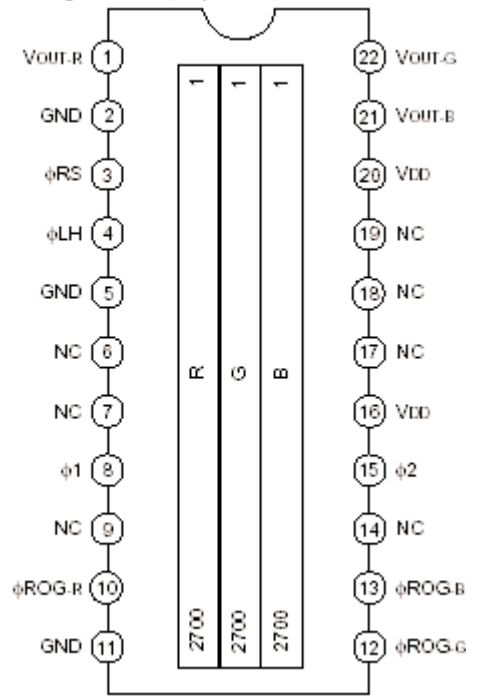 VOUT-R 1
GND 2
ϕRS 3
ϕLH 4
GND 5
NC 6
NC 7
ϕ1 8
NC 9
ϕROG-R 10
GND 11
1 1 1
R G B
2700 2700 2700
22 VOUT-G
21 VOUT-B
20 VDD
19 NC
18 NC
17 NC
16 VDD
15 ϕ2
14 NC
13 ϕROG-B
12 ϕROG-G